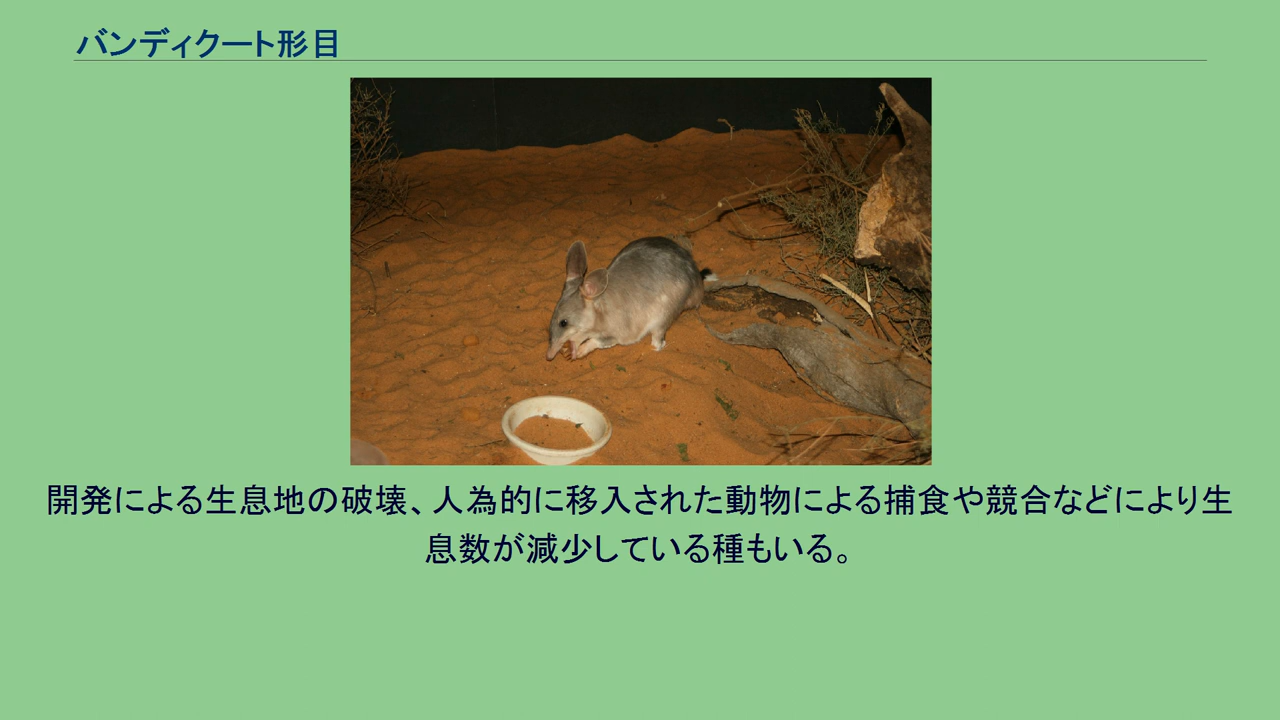 バンディクート形目
開発による生息地の破壊、人為的に移入された動物による捕食や競合などにより生
息数が減少している種もいる。